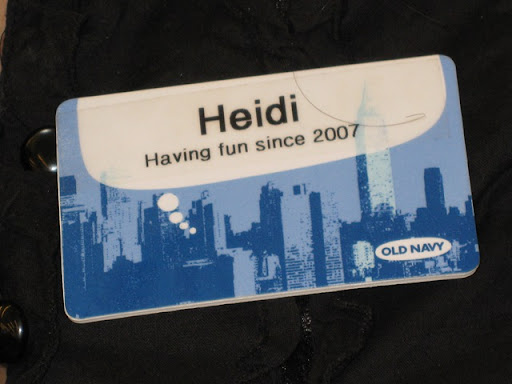 Heidi
Having fun since 2007
OLD NAVY